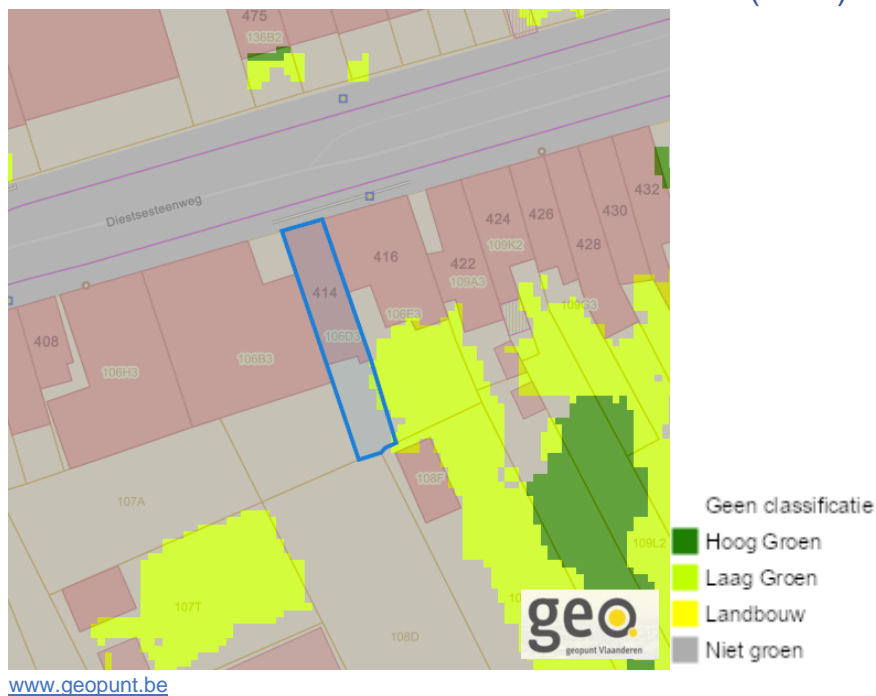 475
136B2
Diestsesteenweg
432
430
426
424
428
109K2
416
422
109A3
109G3
414
106E3
106D3
408
106H3
106B3
108F
107A
109L2
107T
108D
geo
geopunt Vlaanderen
Geen classificatie
Hoog Groen
Laag Groen
Landbouw
Niet groen
www.geopunt.be